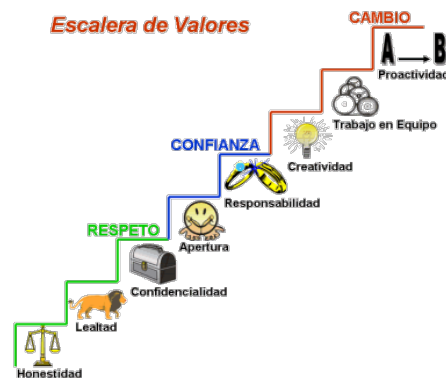 CAMBIO
Escalera de Valores
A B
Proactividad
Trabajo en Equipo
CONFIANZA
Creatividad
Responsabilidad
RESPETO
Apertura
Confidencialidad
Lealtad
Honestidad